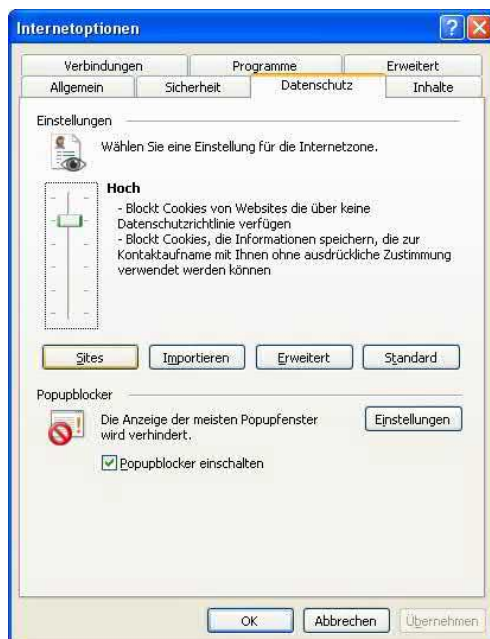 Internetoptionen
Verbindungen Programme Erweitert
Allgemein Sicherheit Datenschutz Inhalte
Einstellungen
Wählen Sie eine Einstellung für die Internetzone.
Hoch
- Blockt Cookies von Websites die über keine
Datenschutzrichtlinie verfügen
- Blockt Cookies, die Informationen speichern, die zur
Kontaktaufname mit Ihnen ohne ausdrückliche Zustimmung
verwendet werden können
Sites Importieren Erweitert Standard
Popupblocker
Die Anzeige der meisten Popupfenster
wird verhindert.
Einstellungen
Popupblocker einschalten
OK Abbrechen Übernehmen